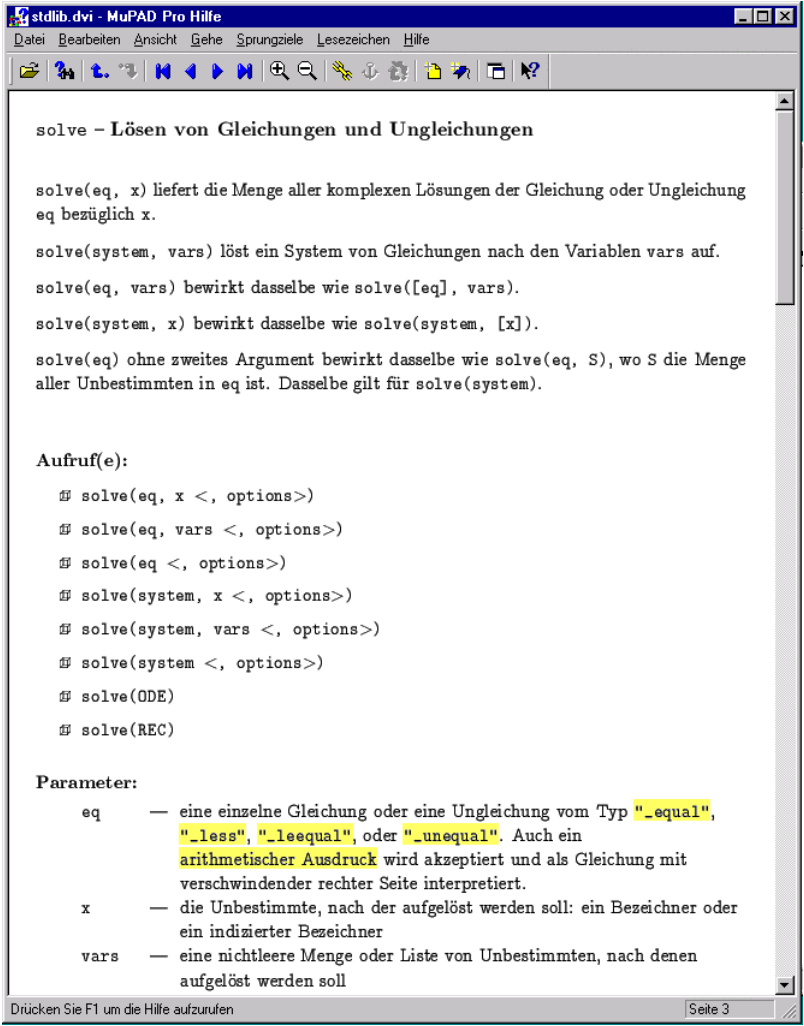 stdlib.dvi - MuPAD Pro Hilfe
Datei Bearbeiten Ansicht Gehe Sprungziele Lesezeichen Hilfe
solve – Lösen von Gleichungen und Ungleichungen
solve(eq, x) liefert die Menge aller komplexen Lösungen der Gleichung oder Ungleichung
eq bezüglich x.
solve(system, vars) löst ein System von Gleichungen nach den Variablen vars auf.
solve(eq, vars) bewirkt dasselbe wie solve([eq], vars).
solve(system, x) bewirkt dasselbe wie solve(system, [x]).
solve(eq) ohne zweites Argument bewirkt dasselbe wie solve(eq, S), wo S die Menge
aller Unbestimmten in eq ist. Dasselbe gilt für solve(system).
Aufruf(e):
solve(eq, x <, options>)
solve(eq, vars <, options>)
solve(eq <, options>)
solve(system, x <, options>)
solve(system, vars <, options>)
solve(system <, options>)
solve(ODE)
solve(REC)
Parameter:
eq — eine einzelne Gleichung oder eine Ungleichung vom Typ "_equal",
"_less", "_leequal", oder "_unequal". Auch ein
arithmetischer Ausdruck wird akzeptiert und als Gleichung mit
verschwindender rechter Seite interpretiert.
x — die Unbestimmte, nach der aufgelöst werden soll: ein Bezeichner oder
ein indizierter Bezeichner
vars — eine nichtleere Menge oder Liste von Unbestimmten, nach denen
aufgelöst werden soll
Drücken Sie F1 um die Hilfe aufzurufen Seite 3